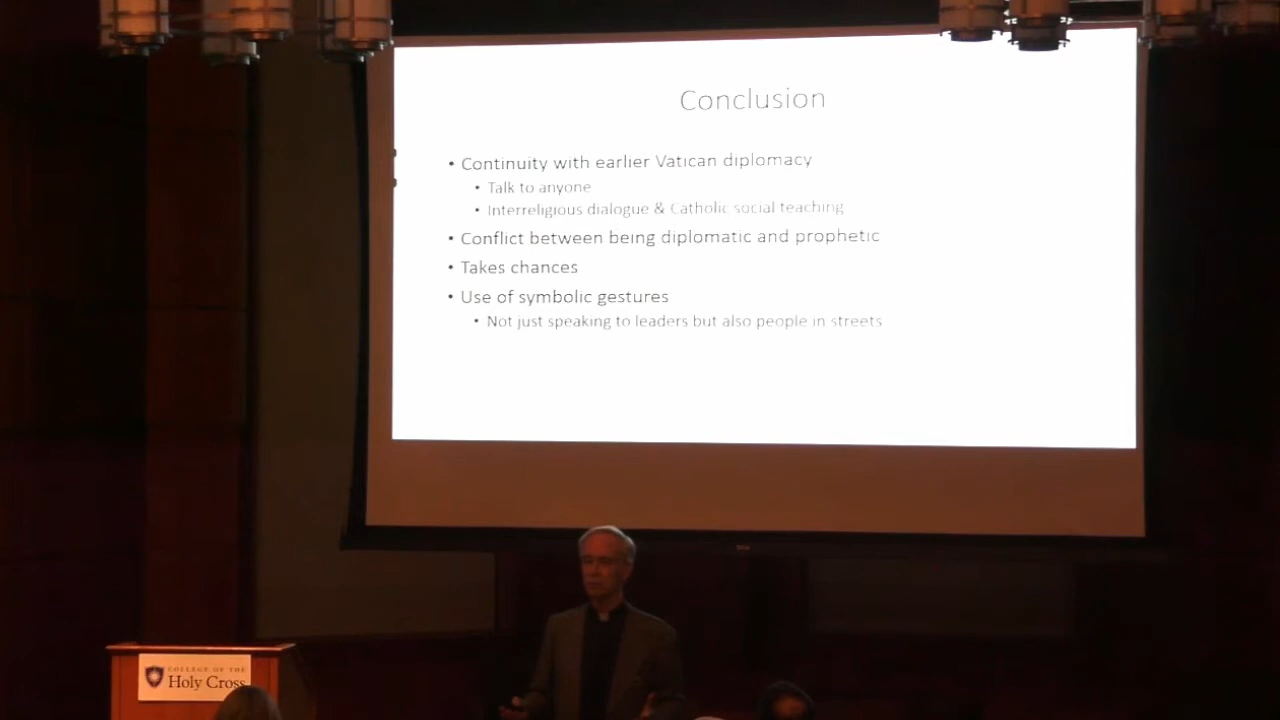 Conclusion
• Continuity with earlier Vatican diplomacy
• Talk to anyone
• Interreligious dialogue & Catholic social teaching
• Conflict between being diplomatic and prophetic
• Takes chances
• Use of symbolic gestures
• Not just speaking to leaders but also people in streets
COLLEGE OF THE
Holy Cross